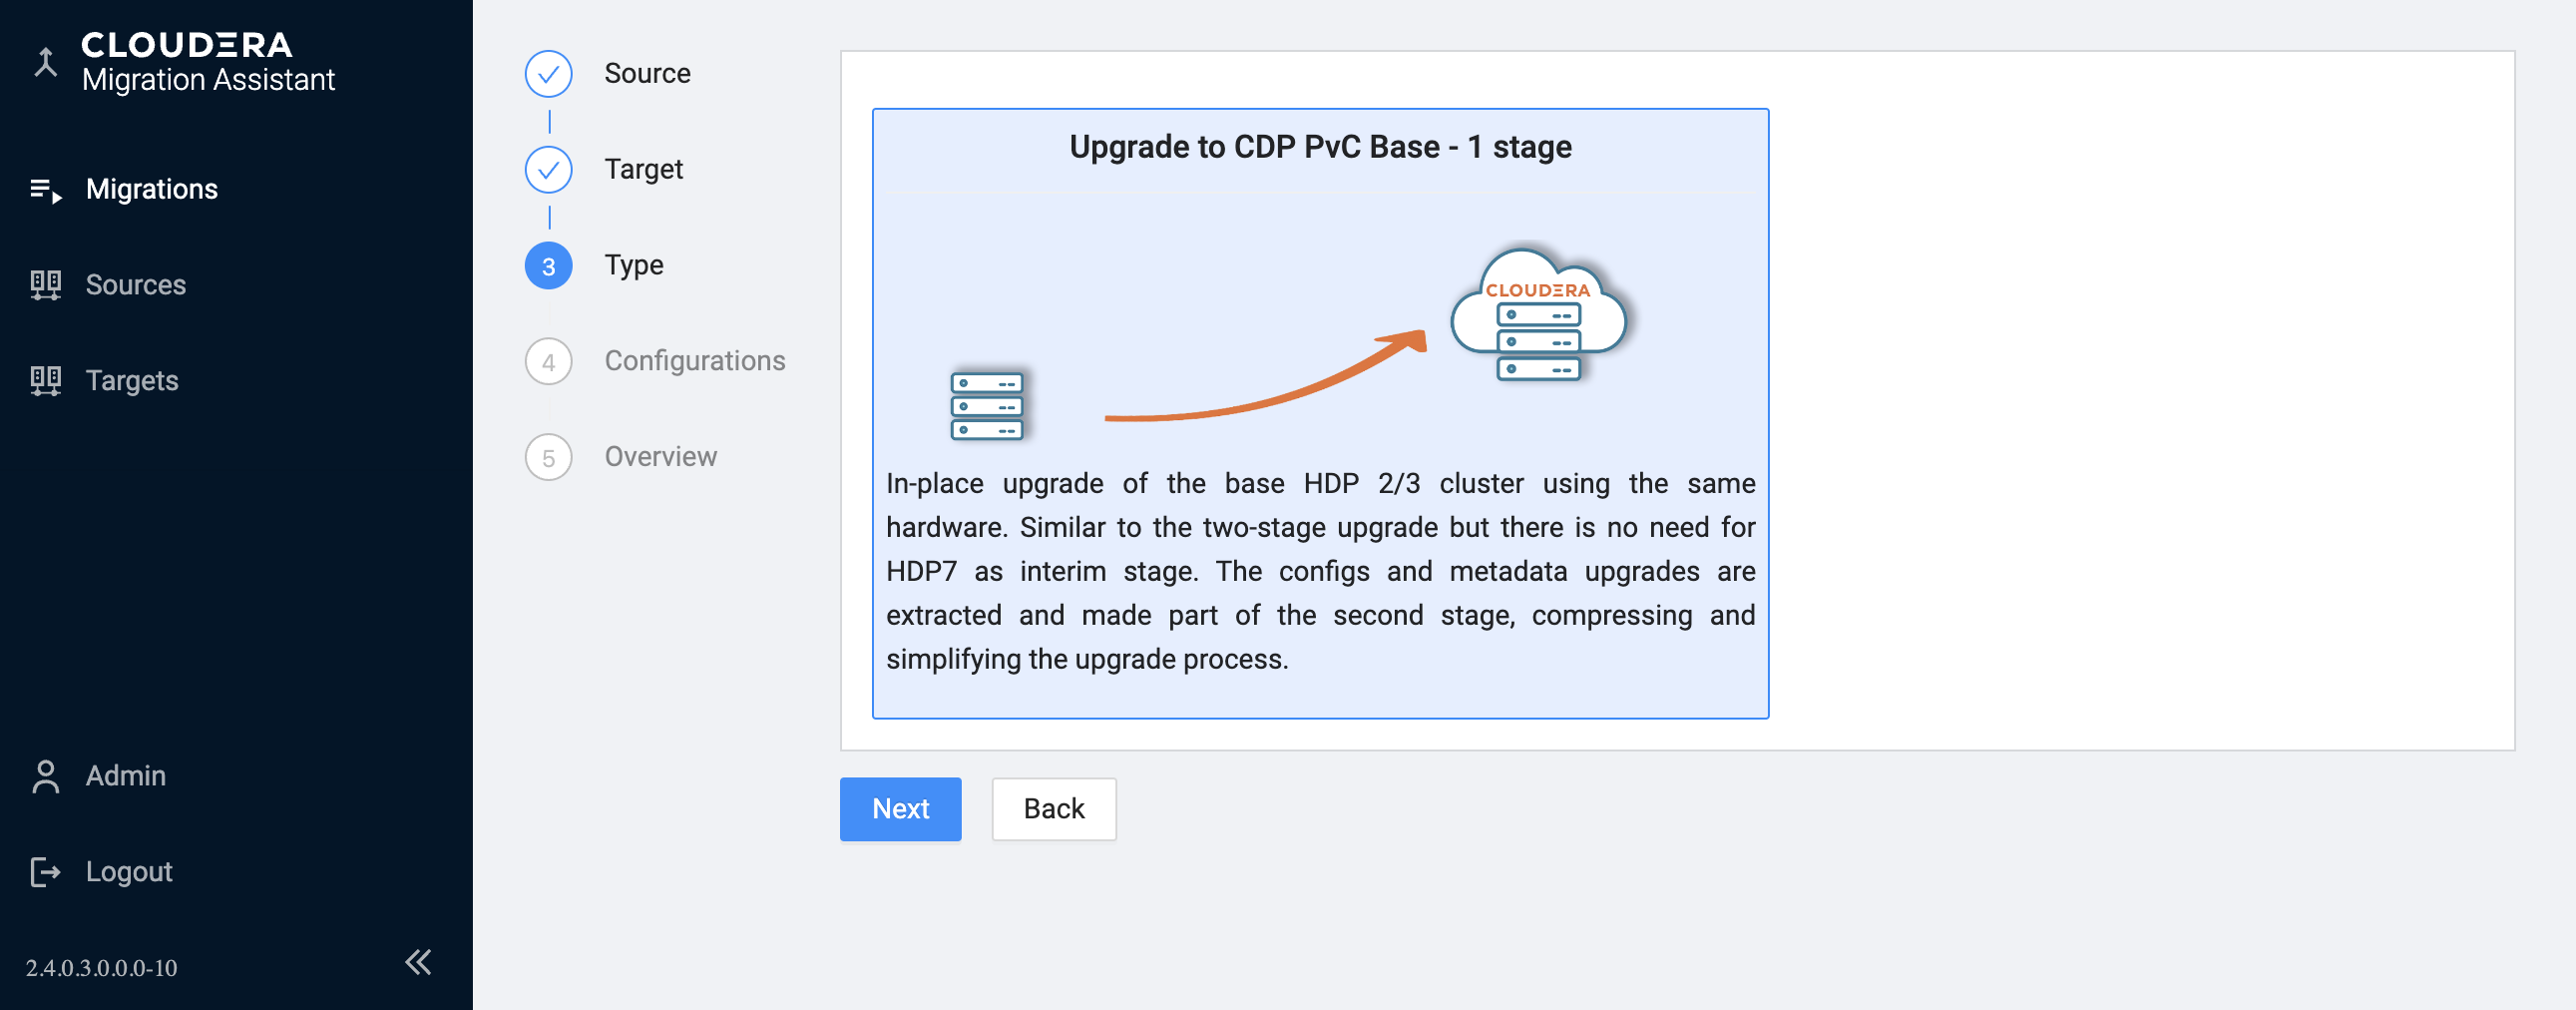 CLOUDERA
Migration Assistant
Migrations
Sources
Targets
Admin
Logout
2.4.0.3.0.0.0-10
Source
Target
3 Type
4 Configurations
5 Overview
Upgrade to CDP PvC Base - 1 stage
CLOUDERA
In-place upgrade of the base HDP 2/3 cluster using the same
hardware. Similar to the two-stage upgrade but there is no need for
HDP7 as interim stage. The configs and metadata upgrades are
extracted and made part of the second stage, compressing and
simplifying the upgrade process.
Next
Back